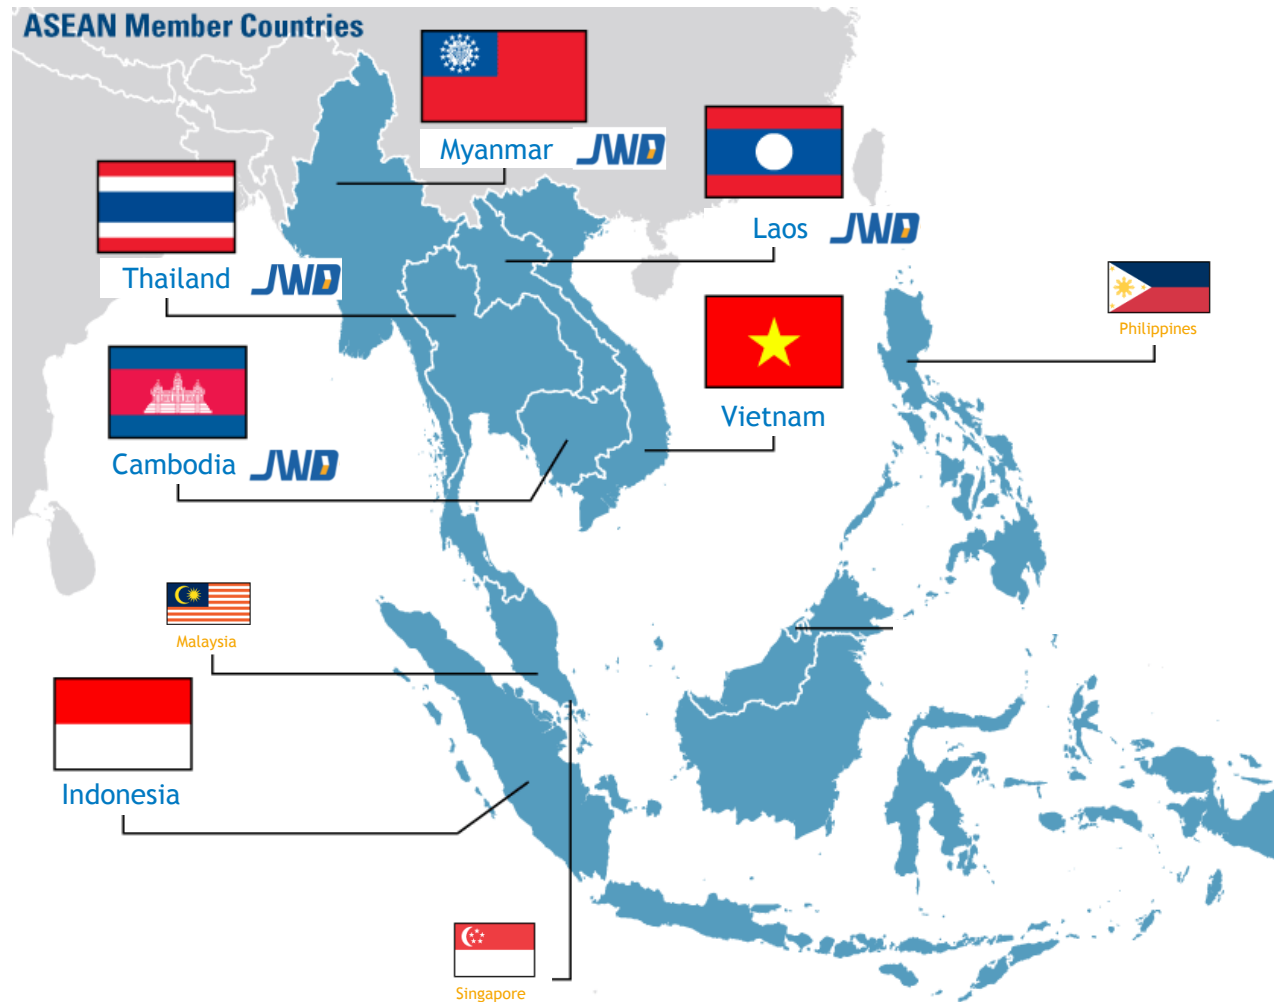 ASEAN Member Countries
Myanmar JWD
Laos JWD
Thailand JWD
Philippines
Vietnam
Cambodia JWD
Malaysia
Indonesia
Singapore